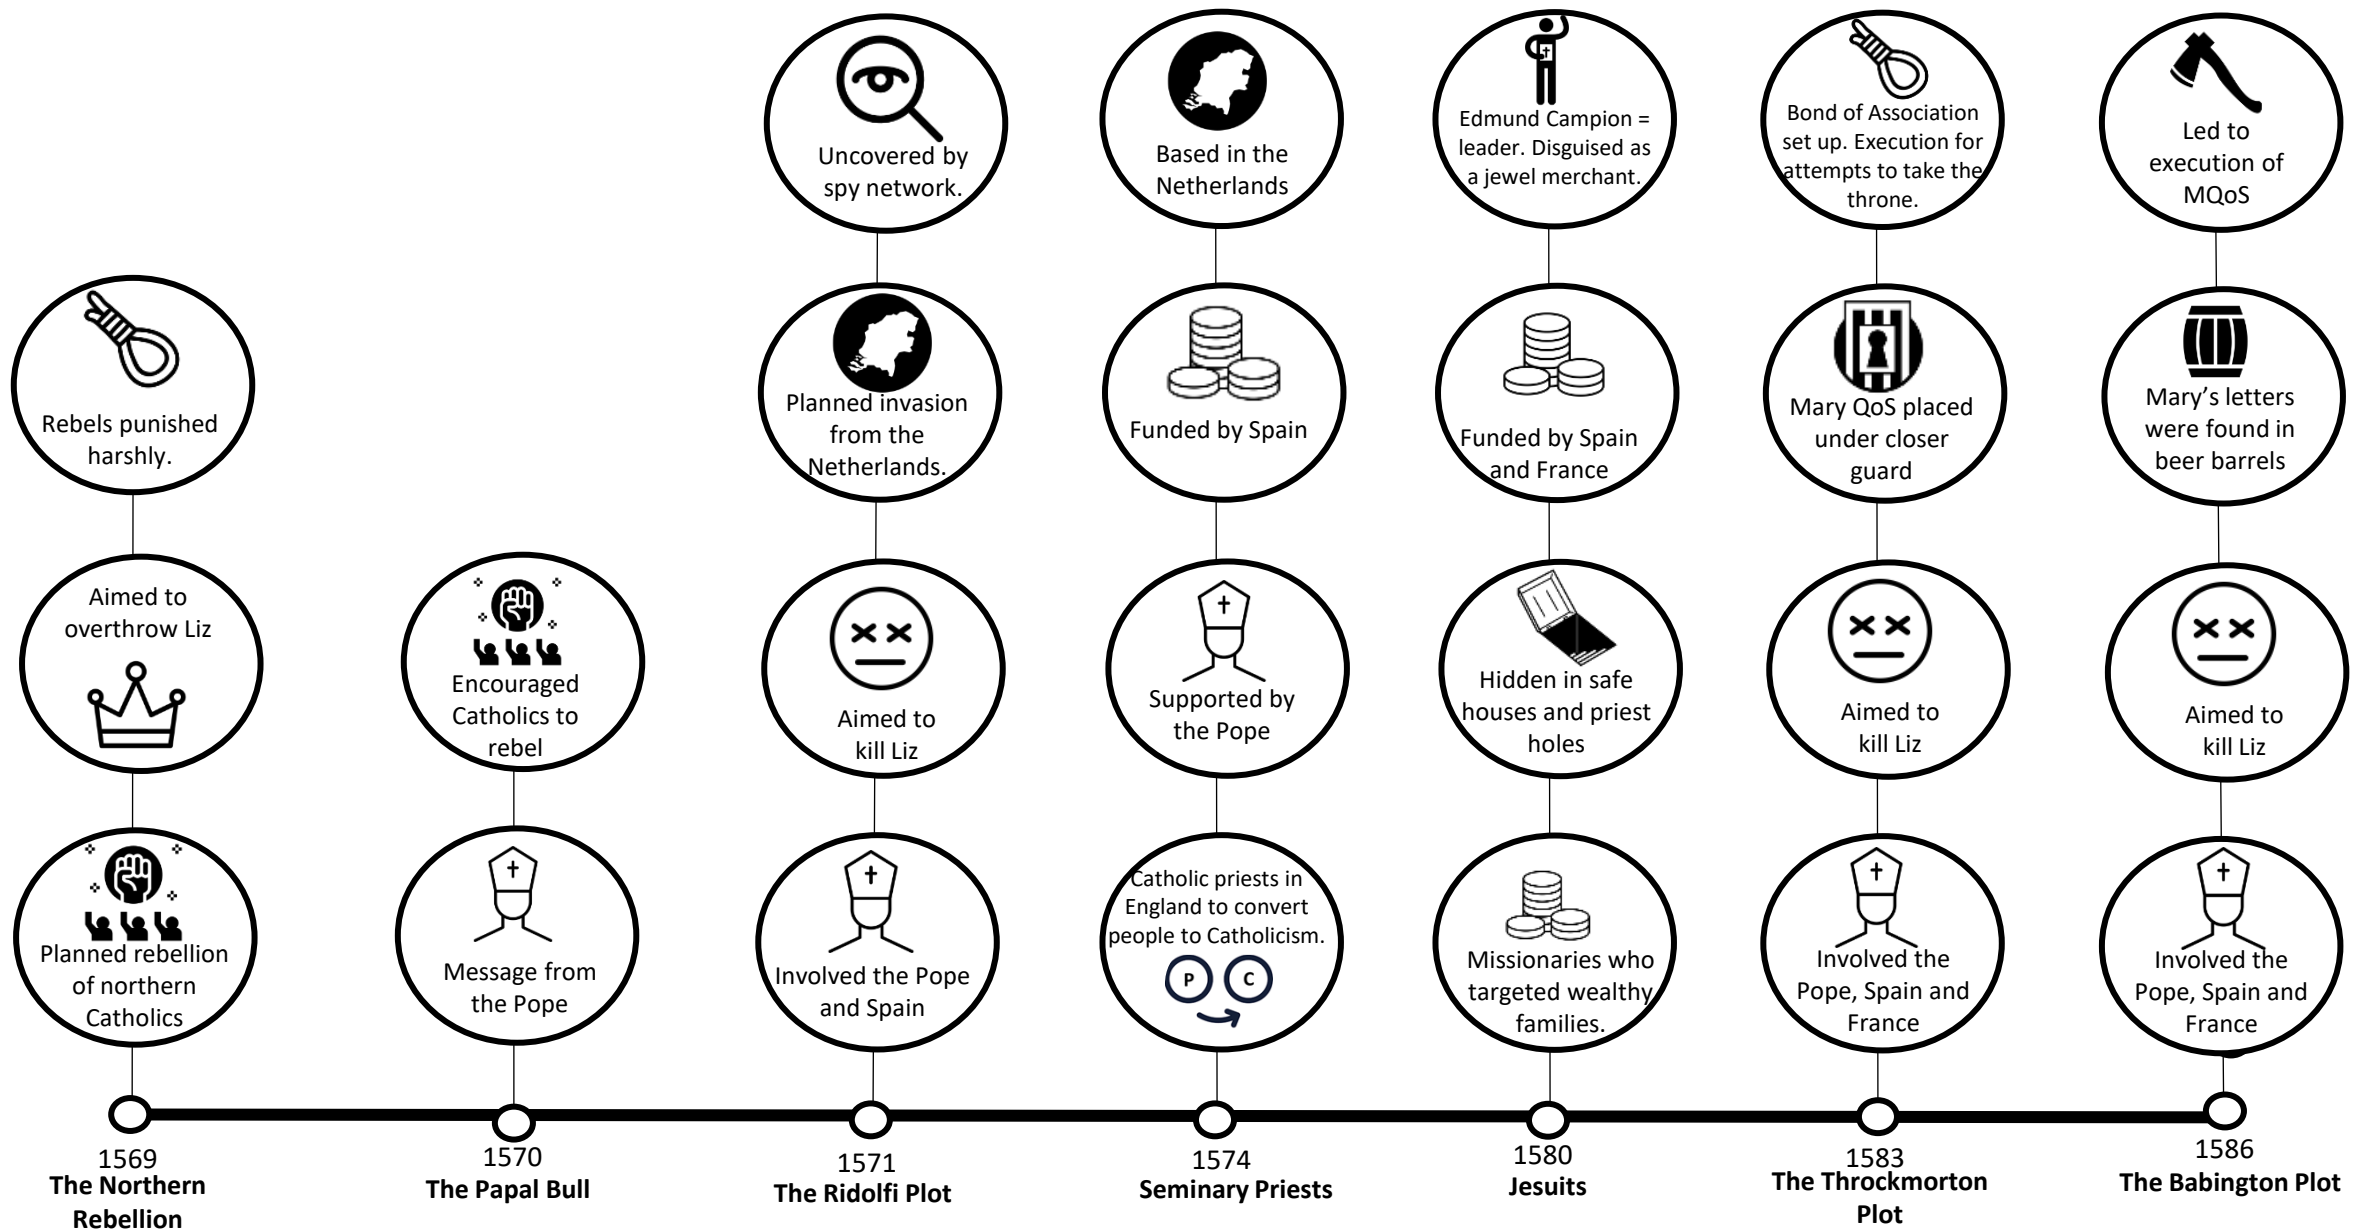 Uncovered by
spy network.
Based in the
Netherlands
Edmund Campion =
leader. Disguised as
a jewel merchant.
Bond of Association
set up. Execution for
attempts to take the
throne.
Led to
execution of
MQoS
Rebels punished
harshly.
Planned invasion
from the
Netherlands.
Funded by Spain
Funded by Spain
and France
Mary QoS placed
under closer
guard
Mary’s letters
were found in
beer barrels
Aimed to
overthrow Liz
Encouraged
Catholics to
rebel
Aimed to
kill Liz
Supported by
the Pope
Hidden in safe
houses and priest
holes
Aimed to
kill Liz
Aimed to
kill Liz
Planned rebellion
of northern
Catholics
Message from
the Pope
Involved the Pope
and Spain
Catholic priests in
England to convert
people to Catholicism.
P C
Missionaries who
targeted wealthy
families.
Involved the
Pope, Spain and
France
Involved the
Pope, Spain and
France
1569
The Northern
Rebellion
1570
The Papal Bull
1571
The Ridolfi Plot
1574
Seminary Priests
1580
Jesuits
1583
The Throckmorton
Plot
1586
The Babington Plot